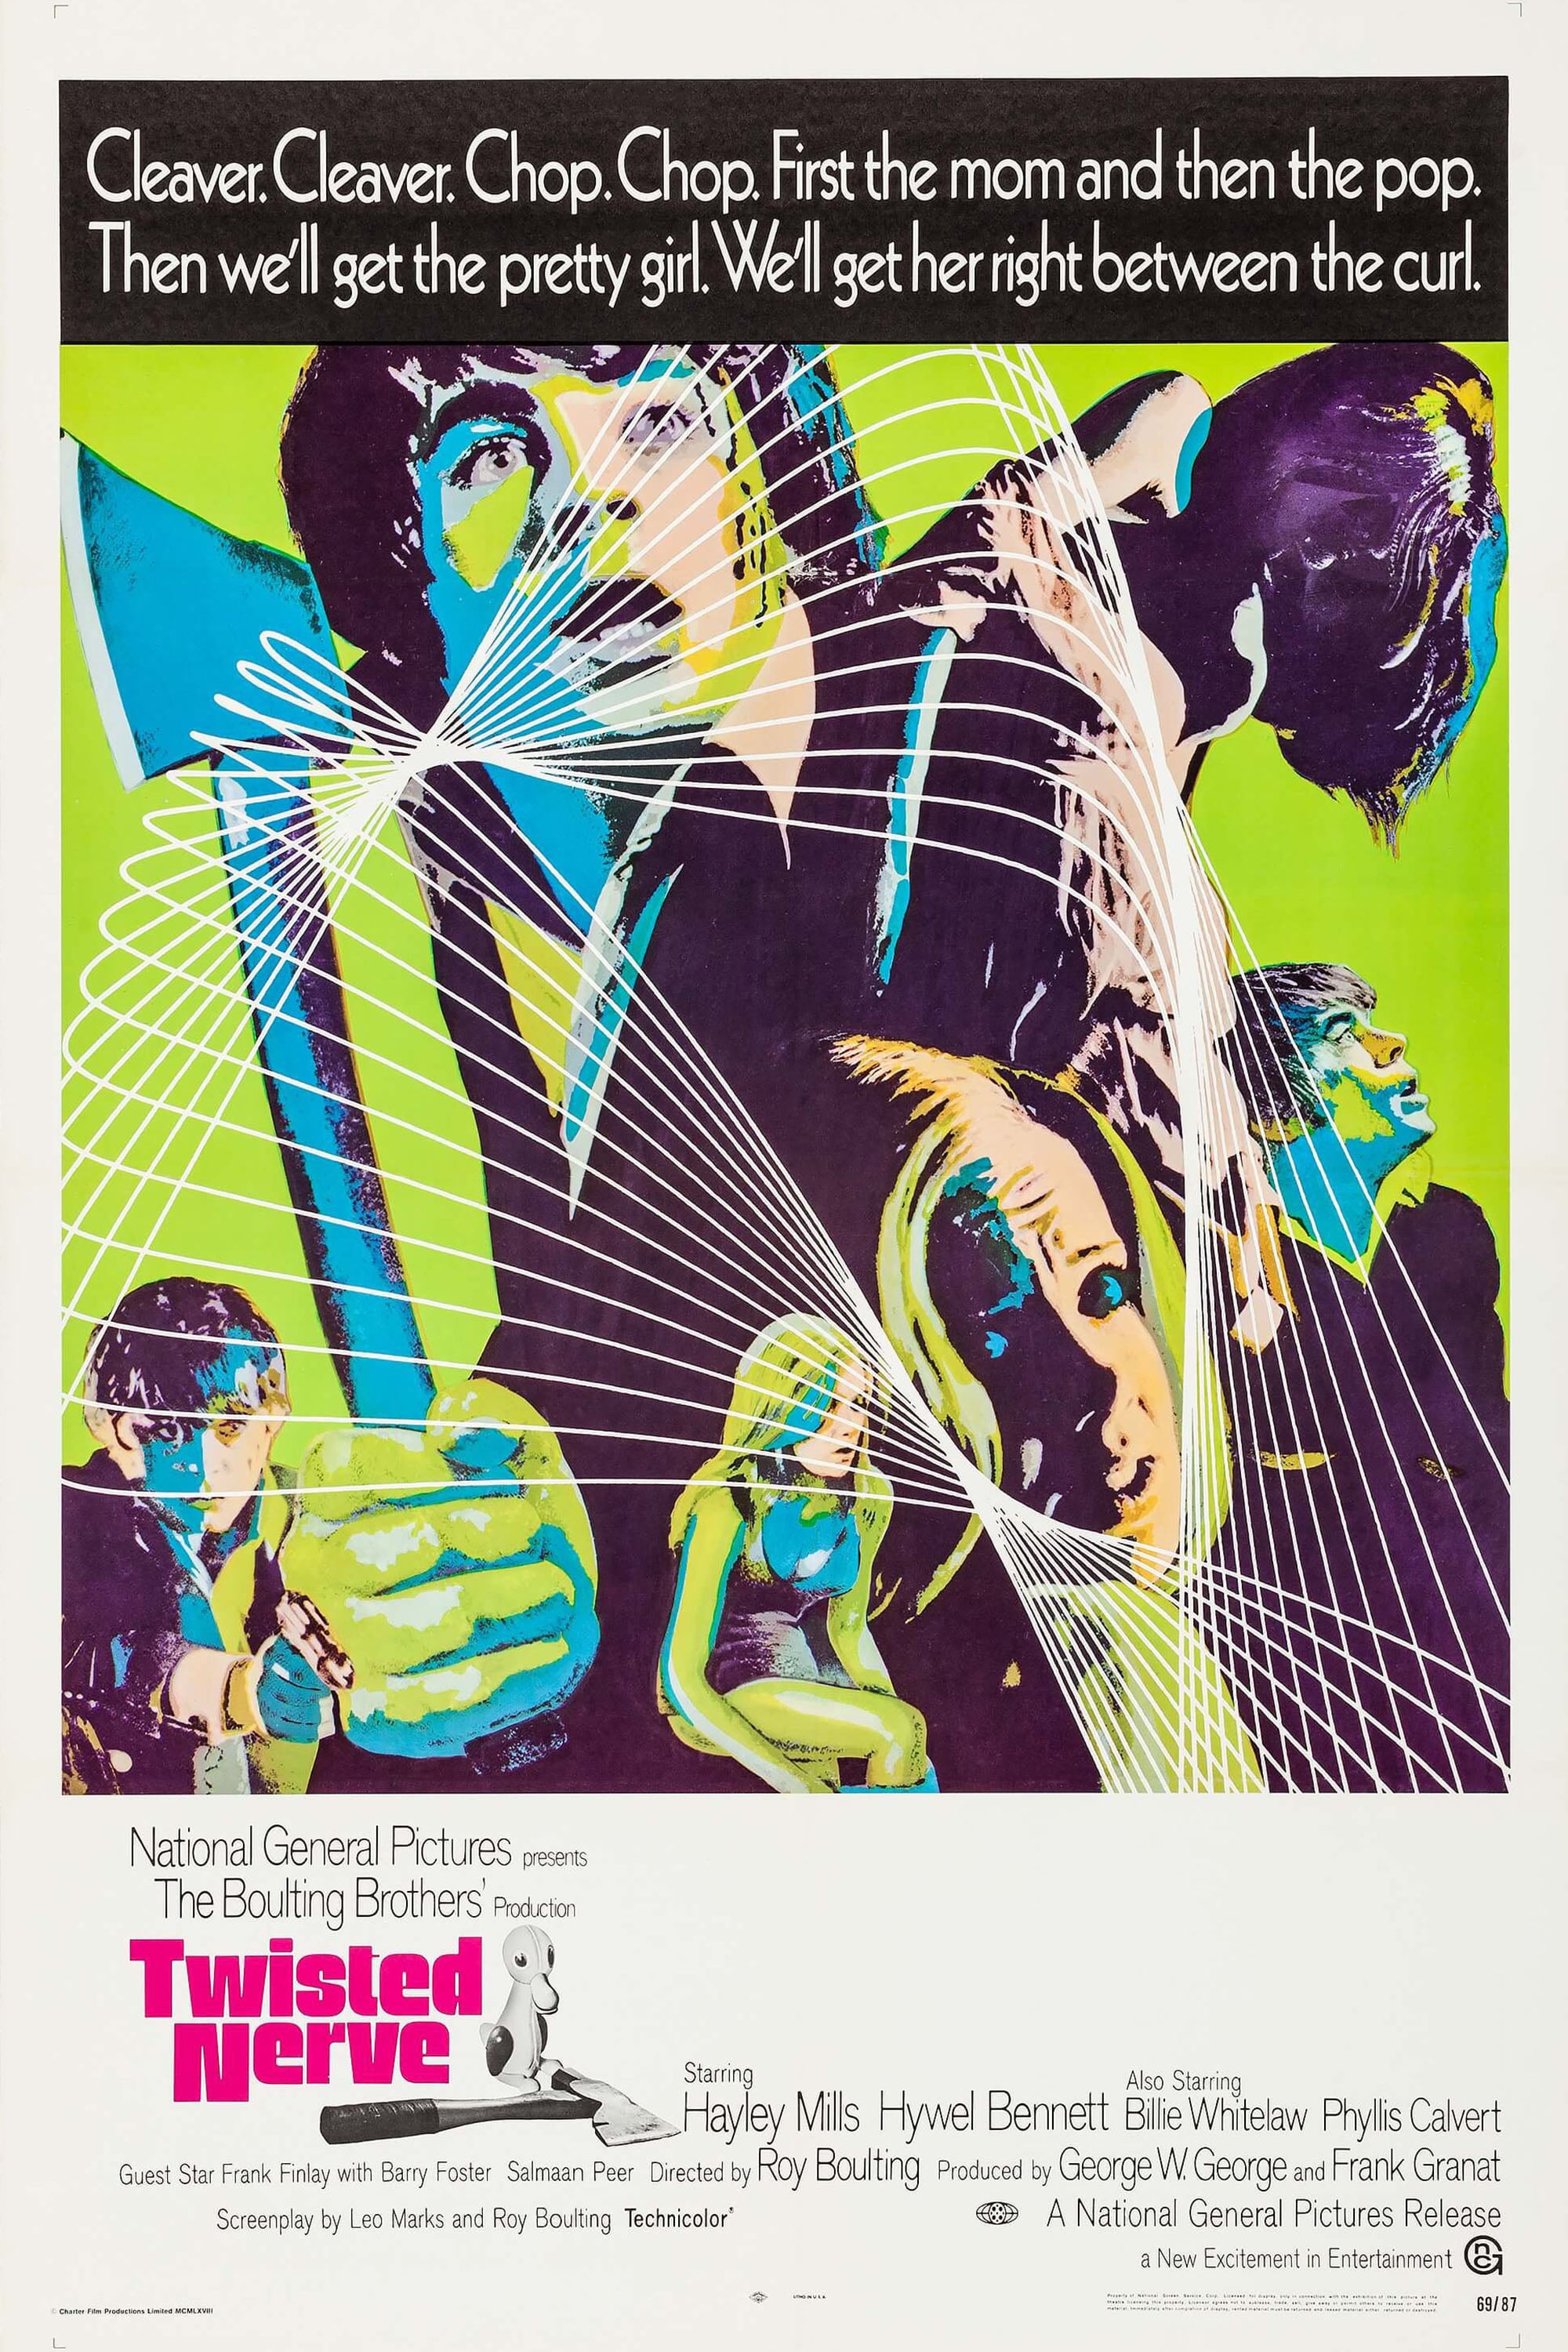 Cleaver. Cleaver. Chop. Chop. First the mom and then the pop.
Then we'll get the pretty girl. We'll get her right between the curl.
National General Pictures presents
The Boulting Brothers' Production
Twisted
Nerve
Starring
Hayley Mills Hywel Bennett
Also Starring
Billie Whitelaw Phyllis Calvert
Guest Star Frank Finlay with Barry Foster Salmaan Peer Directed by Roy Boulting Produced by George W. George and Frank Granat
Screenplay by Leo Marks and Roy Boulting Technicolor®
A National General Pictures Release
a New Excitement in Entertainment
© Charter Film Productions Limited MCMLXVIII
LITHO IN U.S.A.
69/87